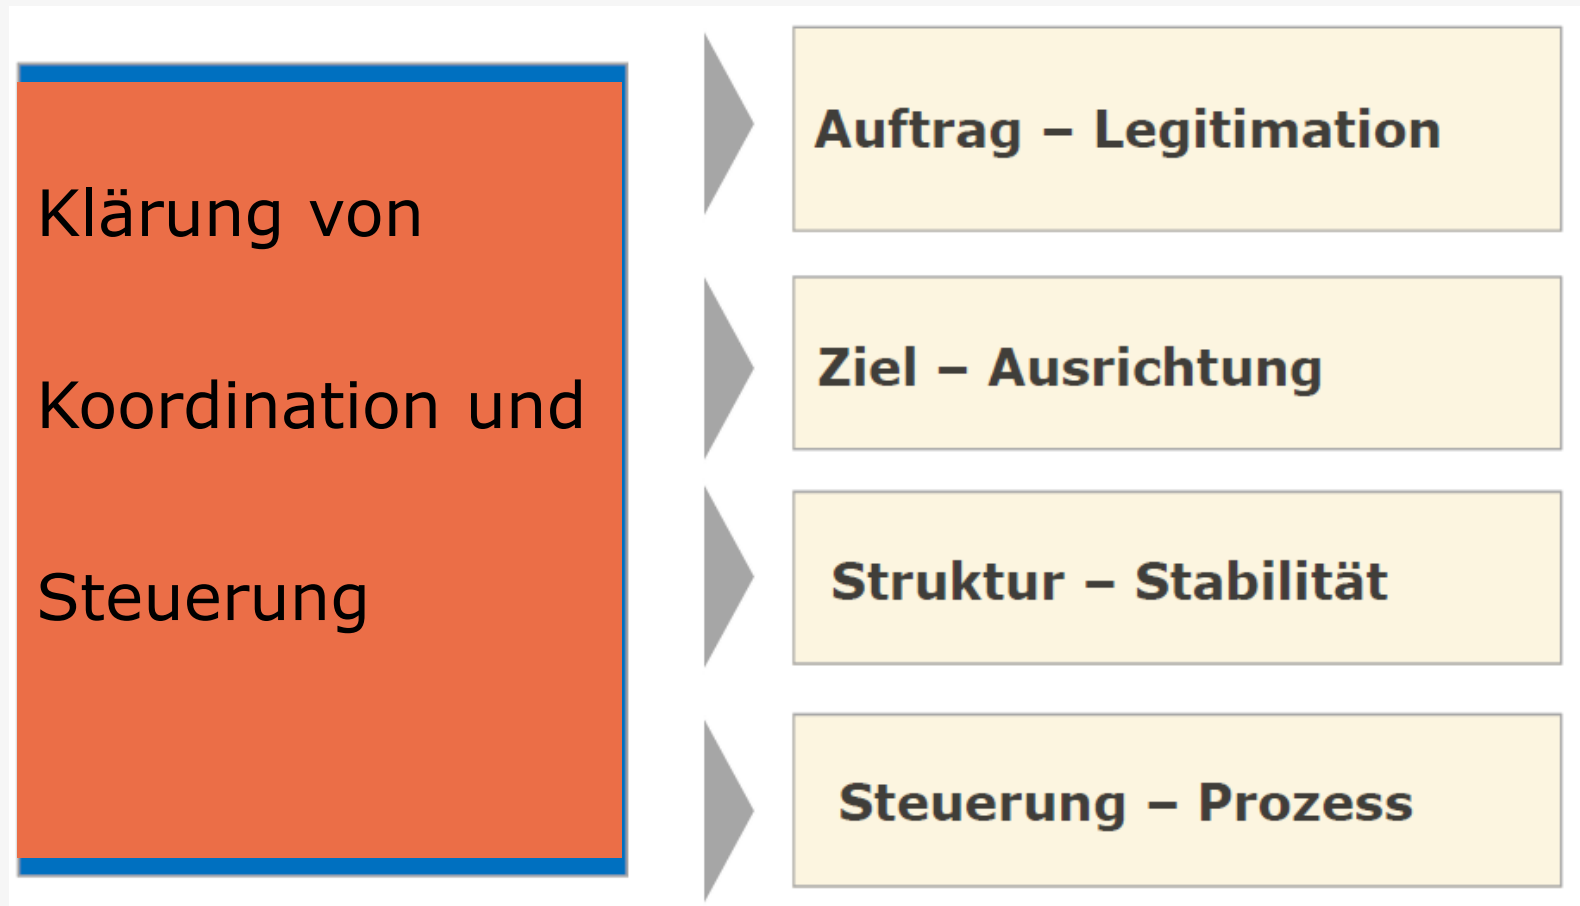 Klärung von
Koordination und
Steuerung
Auftrag – Legitimation
Ziel – Ausrichtung
Struktur – Stabilität
Steuerung – Prozess